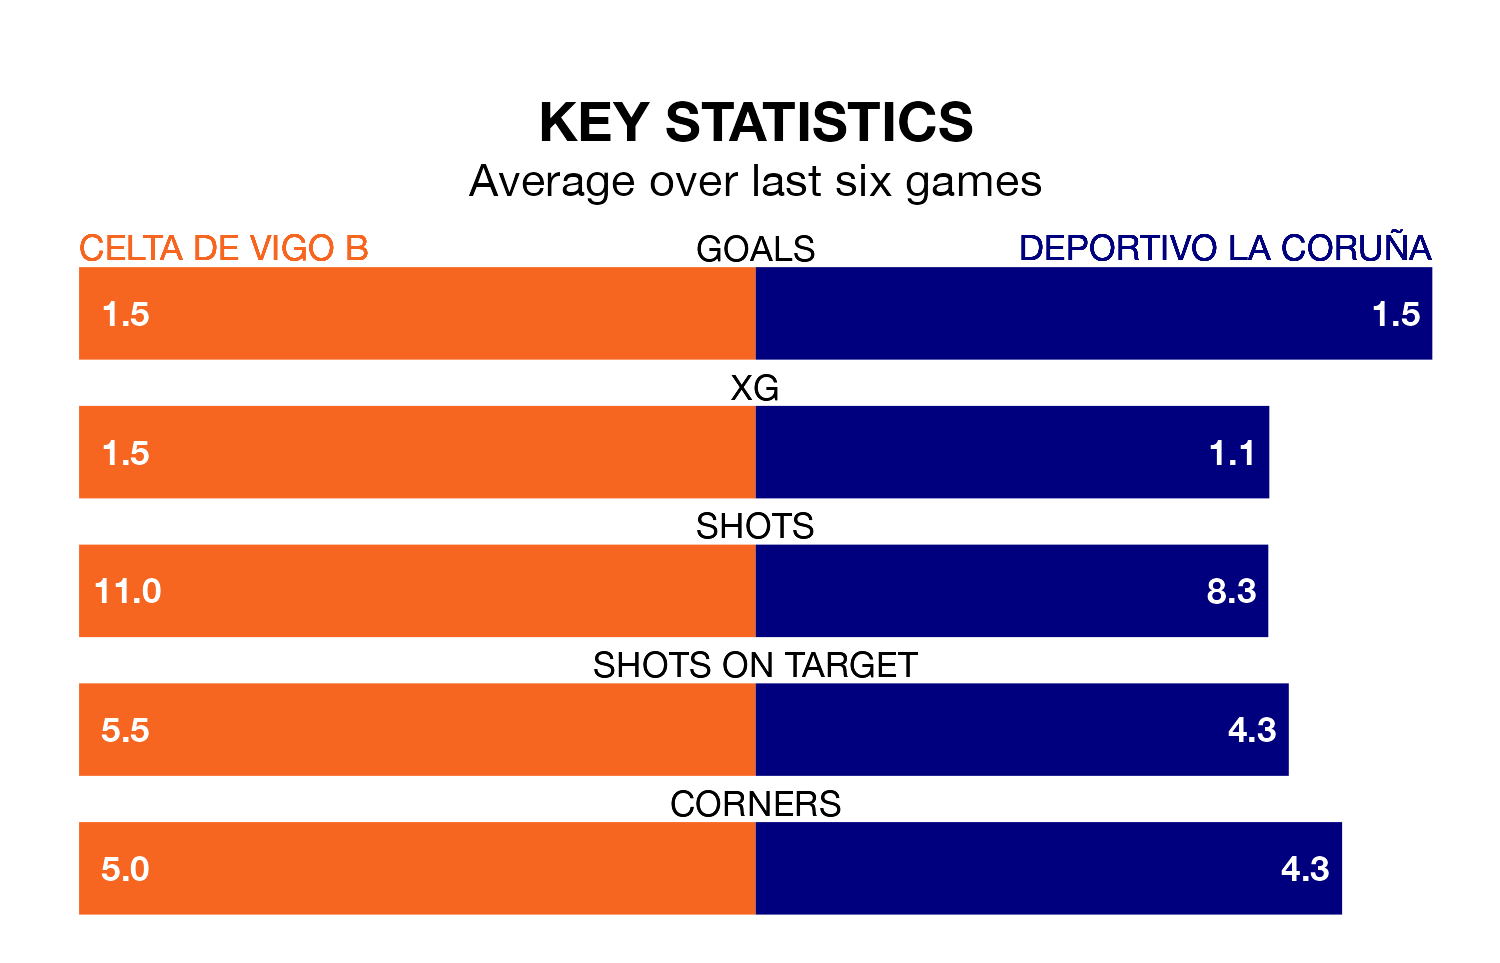 KEY STATISTICS
Average over last six games
CELTA DE VIGO B GOALS DEPORTIVO LA CORUÑA
1.5 1.5
XG
1.5 1.1
SHOTS
11.0 8.3
SHOTS ON TARGET
5.5 4.3
CORNERS
5.0 4.3